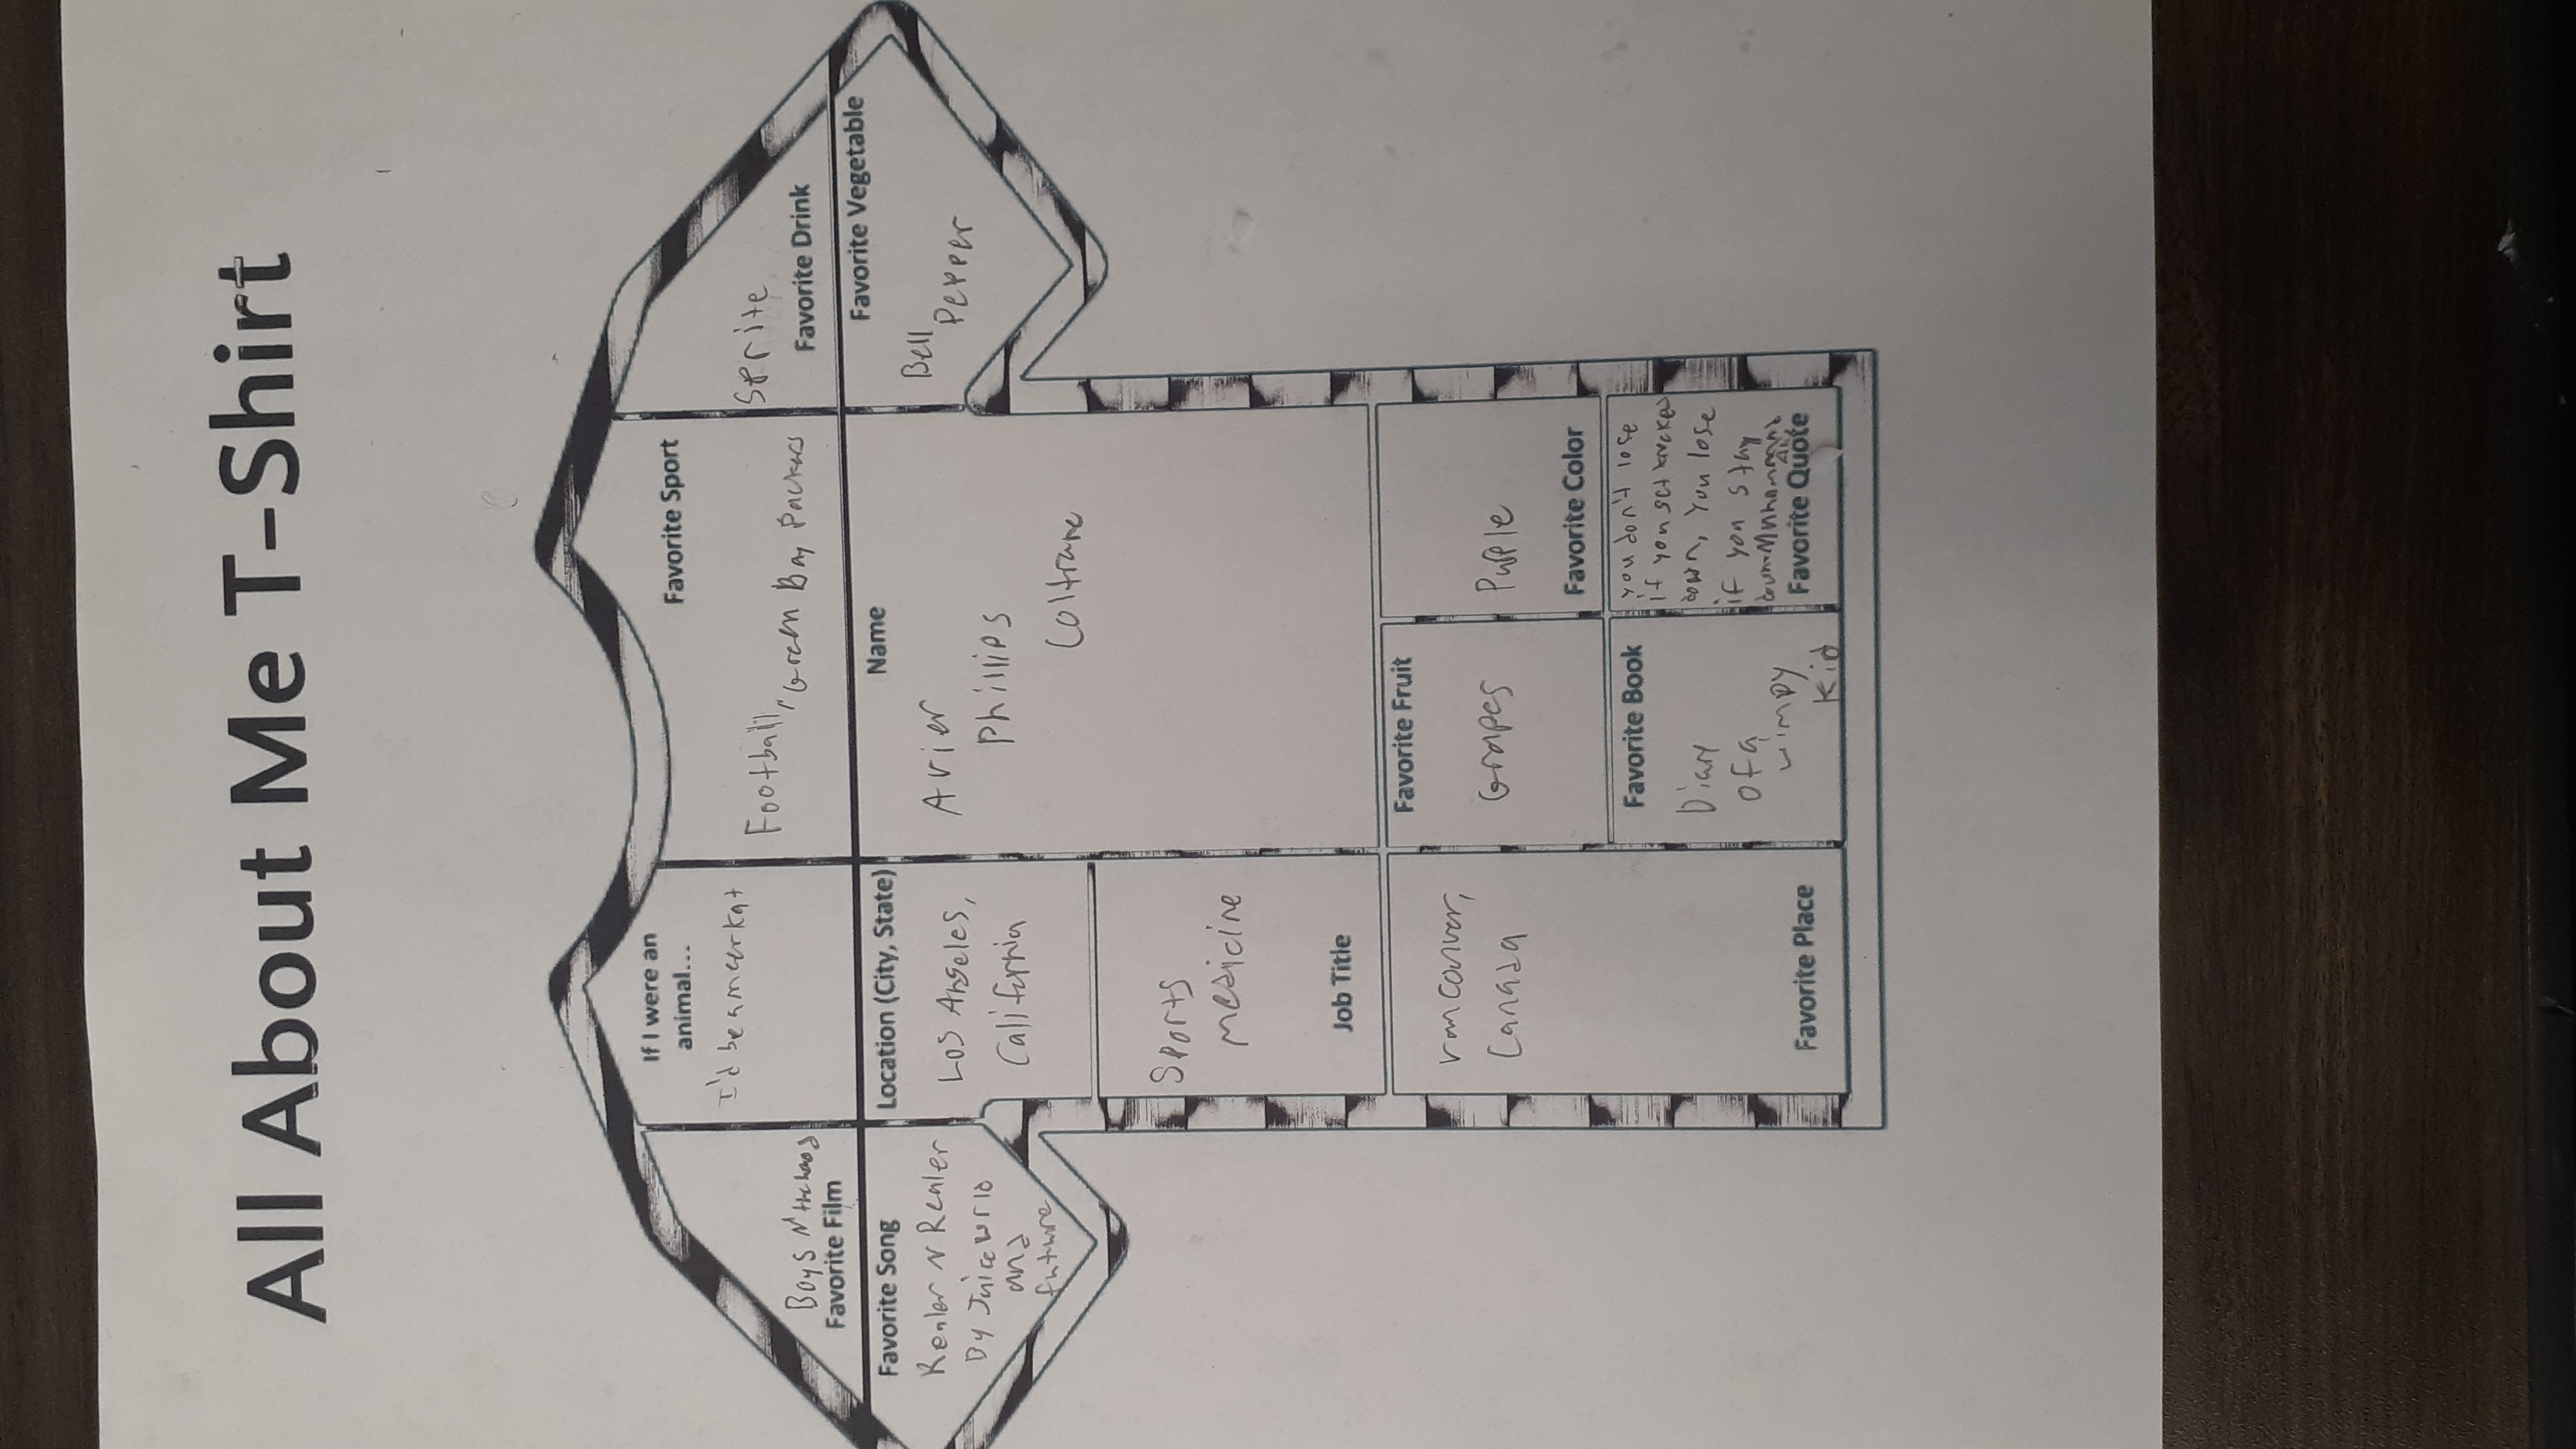 All About Me T-Shirt
If I were an
animal...
I'd be a meerkat
Favorite Sport
Football, Green Bay Packers
Sprite
Favorite Drink
Boys N' the hood
Favorite Film
Favorite Song
Realer N Realer
By Juice wrld
and
future
Location (City, State)
Los Angeles,
California
Name
Avier
Phillips
Coltrane
Favorite Vegetable
Bell
Pepper
Sports
medicine
Job Title
Vancouver,
Canada
Favorite Place
Favorite Fruit
Grapes
Purple
Favorite Color
Favorite Book
Diary
of a
wimpy
Kid
you don't lose
if you get knocked
down, you lose
if you stay
down-Muhammad
Ali
Favorite Quote